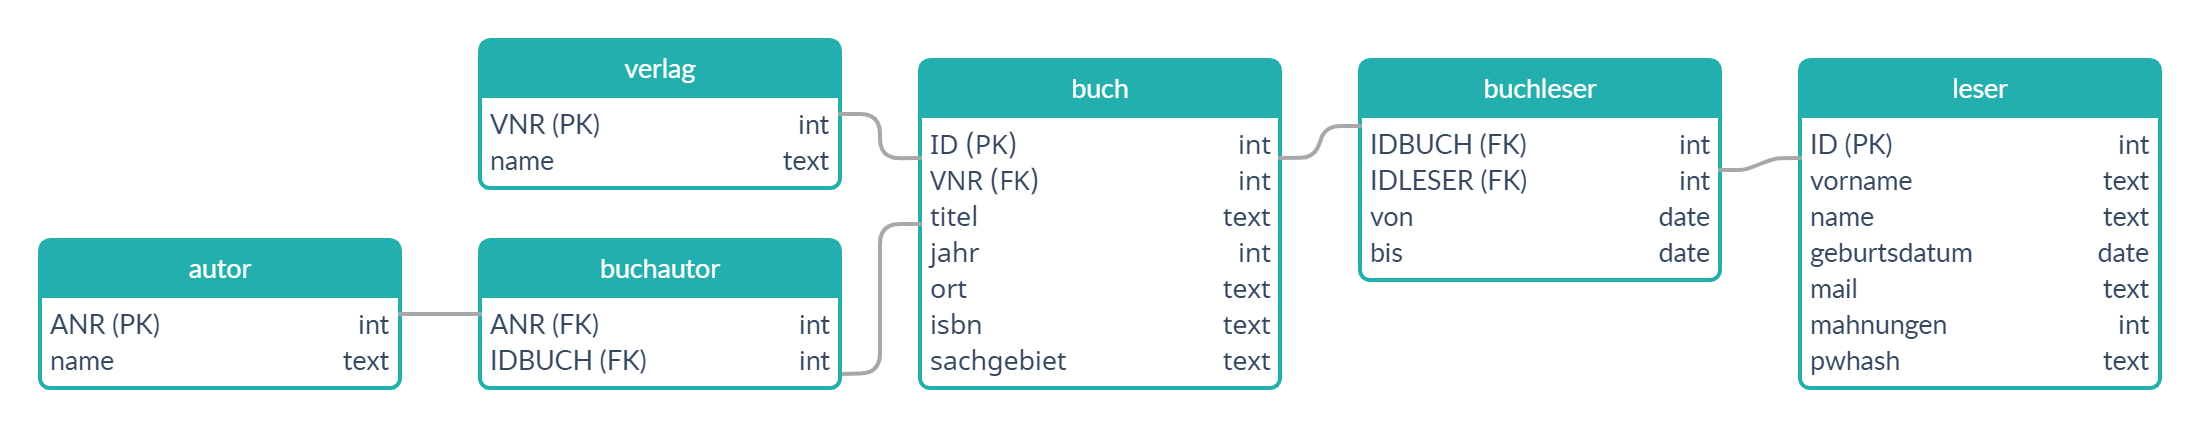 verlag
VNR (PK) int
name text
autor
ANR (PK) int
name text
buchautor
ANR (FK) int
IDBUCH (FK) int
buch
ID (PK) int
VNR (FK) int
titel text
jahr int
ort text
isbn text
sachgebiet text
buchleser
IDBUCH (FK) int
IDLESER (FK) int
von date
bis date
leser
ID (PK) int
vorname text
name text
geburtsdatum date
mail text
mahnungen int
pwhash text